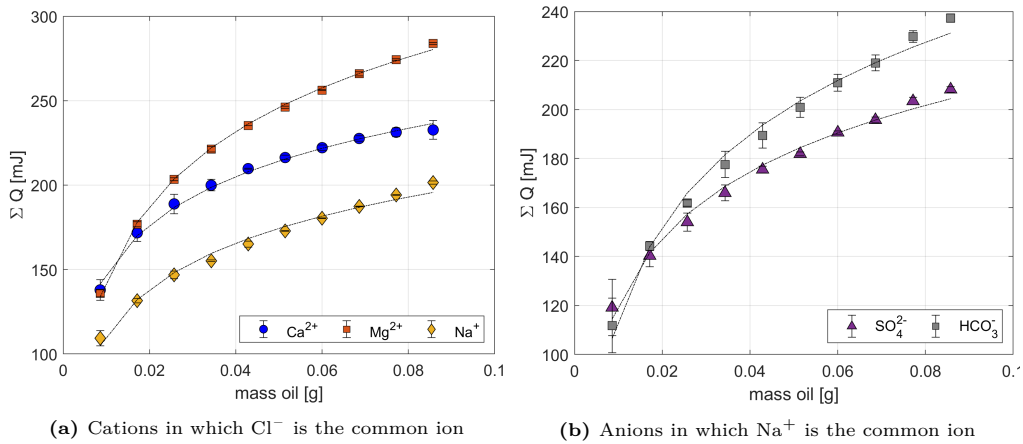 300
250
200
150
100
Σ Q [mJ]
Ca²⁺ Mg²⁺ Na⁺
0 0.02 0.04 0.06 0.08 0.1
mass oil [g]
(a) Cations in which Cl⁻ is the common ion
240
220
200
180
160
140
120
100
Σ Q [mJ]
SO₄²⁻ HCO₃⁻
0 0.02 0.04 0.06 0.08 0.1
mass oil [g]
(b) Anions in which Na⁺ is the common ion